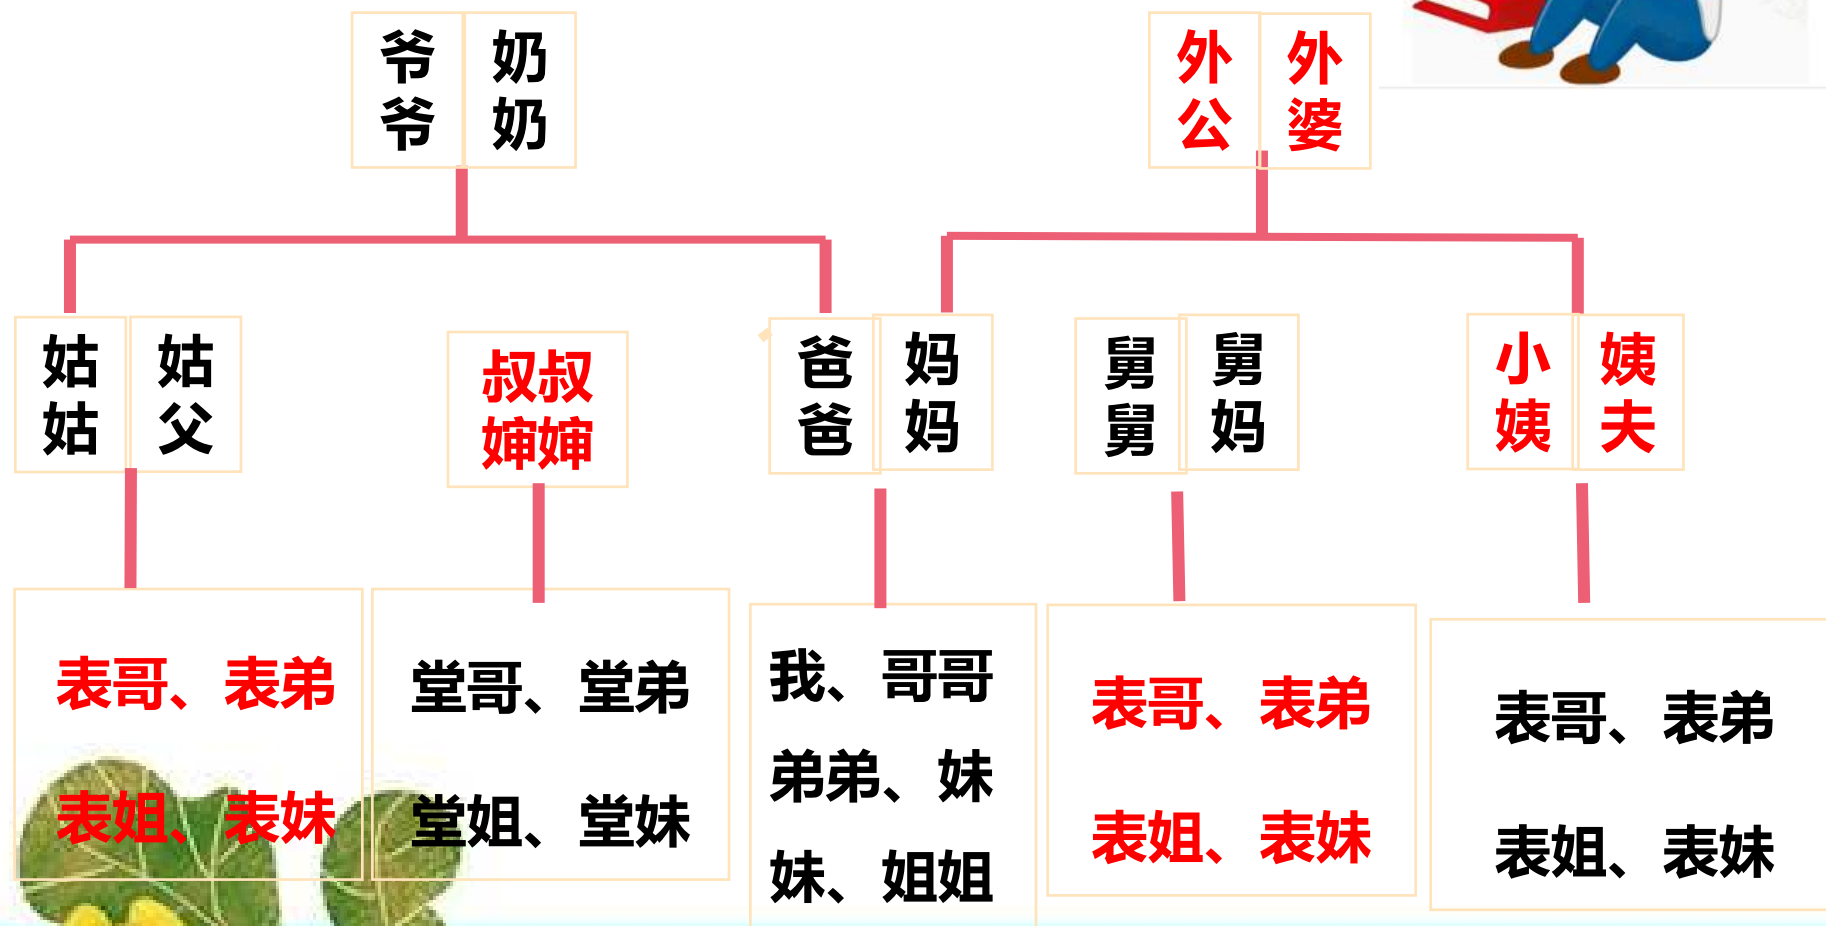 爷爷
奶奶
外公
外婆
姑姑
姑父
叔叔
婶婶
爸爸
妈妈
舅舅
舅妈
小姨
姨夫
表哥、表弟
表姐、表妹
堂哥、堂弟
堂姐、堂妹
我、哥哥
弟弟、妹
妹、姐姐
表哥、表弟
表姐、表妹
表哥、表弟
表姐、表妹